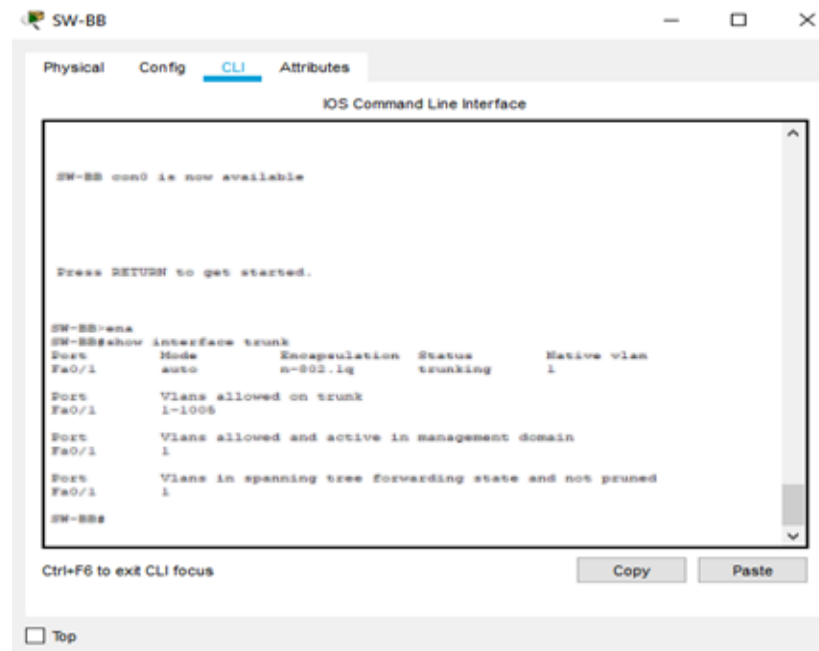 SW-BB
Physical Config CLI Attributes
IOS Command Line Interface
SW-BB con0 is now available
Press RETURN to get started.
SW-BB>ena
SW-BB#show interface trunk
Port Mode Encapsulation Status Native vlan
Fa0/1 auto n-802.1q trunking 1
Port Vlans allowed on trunk
Fa0/1 1-1005
Port Vlans allowed and active in management domain
Fa0/1 1
Port Vlans in spanning tree forwarding state and not pruned
Fa0/1 1
SW-BB#
Ctrl+F6 to exit CLI focus
Copy Paste
Top